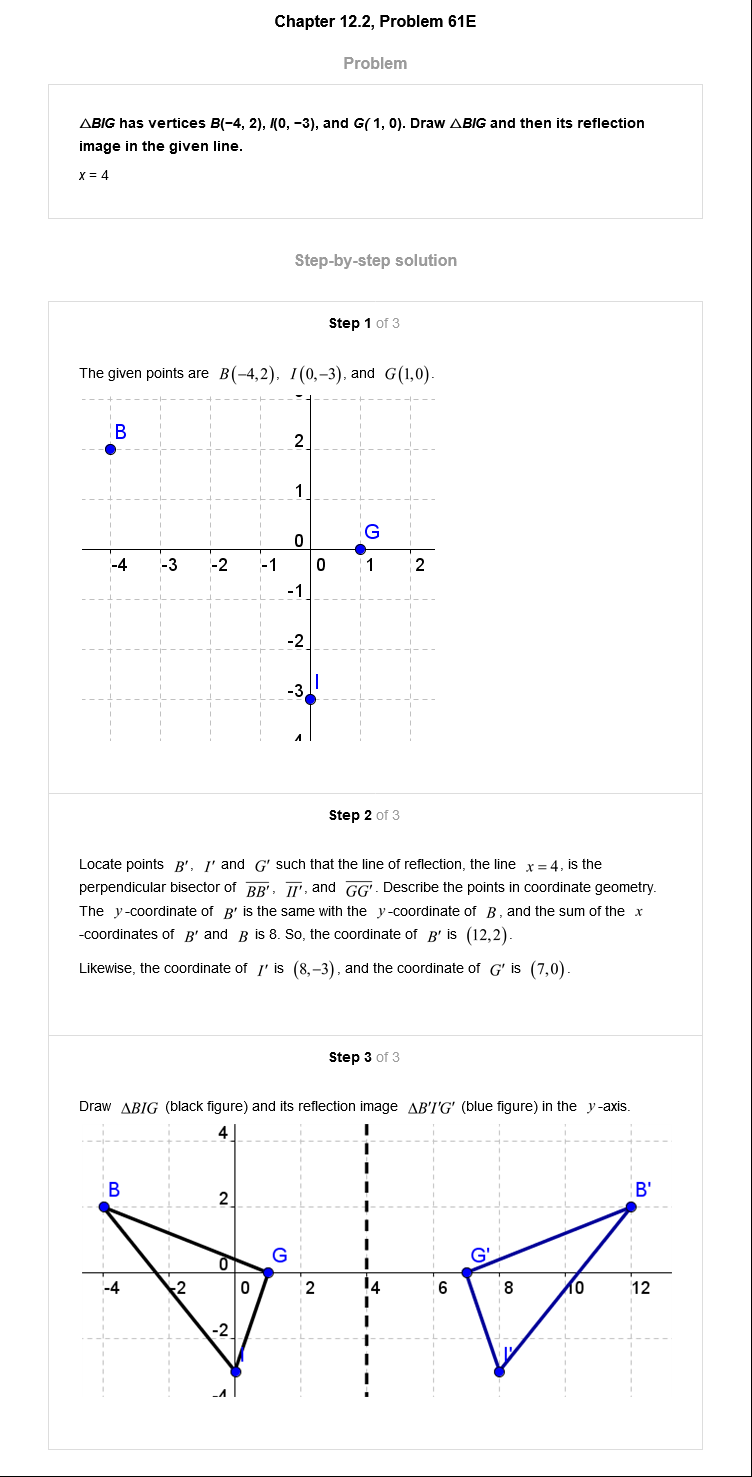 Chapter 12.2, Problem 61E
Problem
△BIG has vertices B(−4, 2), I(0, −3), and G( 1, 0). Draw △BIG and then its reflection
image in the given line.
x = 4
Step-by-step solution
Step 1 of 3
The given points are B(−4,2), I(0,−3), and G(1,0).
B
2
1
G
0
-4 -3 -2 -1 0 1 2
-1
-2
I
-3
Step 2 of 3
Locate points B′, I′ and G′ such that the line of reflection, the line x = 4, is the
perpendicular bisector of BB′, II′, and GG′. Describe the points in coordinate geometry.
The y-coordinate of B′ is the same with the y-coordinate of B, and the sum of the x
-coordinates of B′ and B is 8. So, the coordinate of B′ is (12,2).
Likewise, the coordinate of I′ is (8,−3), and the coordinate of G′ is (7,0).
Step 3 of 3
Draw ΔBIG (black figure) and its reflection image ΔB′I′G′ (blue figure) in the y-axis.
4
B B'
2
G G'
0
-4 -2 0 2 4 6 8 10 12
-2
I I'
-4